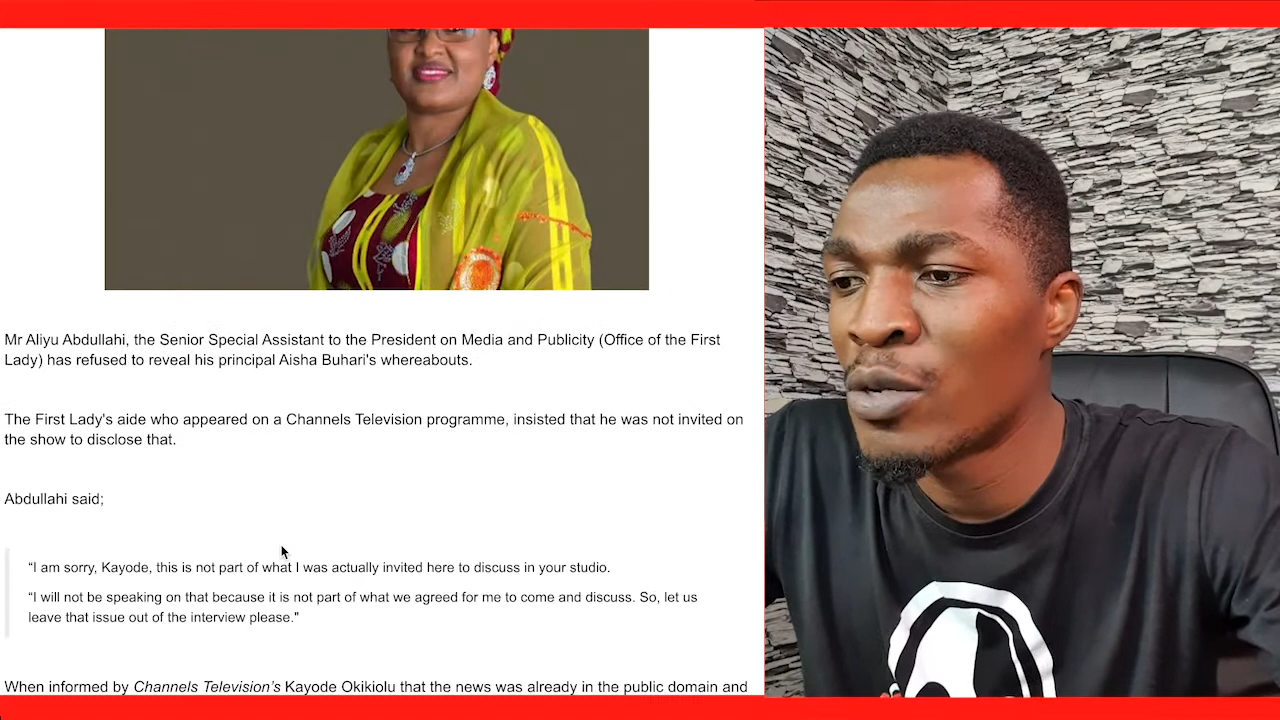 Mr Aliyu Abdullahi, the Senior Special Assistant to the President on Media and Publicity (Office of the First
Lady) has refused to reveal his principal Aisha Buhari's whereabouts.
The First Lady's aide who appeared on a Channels Television programme, insisted that he was not invited on
the show to disclose that.
Abdullahi said;
“I am sorry, Kayode, this is not part of what I was actually invited here to discuss in your studio.
“I will not be speaking on that because it is not part of what we agreed for me to come and discuss. So, let us
leave that issue out of the interview please."
When informed by Channels Television’s Kayode Okikiolu that the news was already in the public domain and